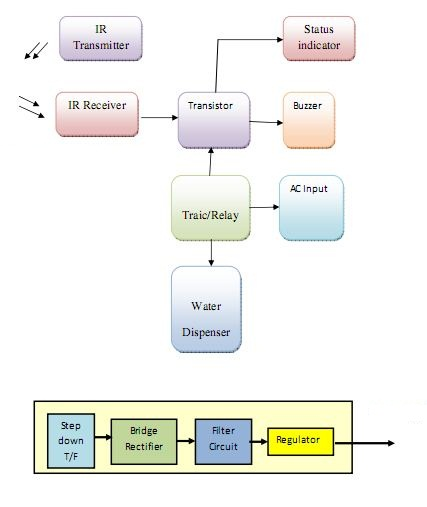 IR
Transmitter
Status
indicator
IR Receiver
Transistor
Buzzer
Traic/Relay
AC Input
Water
Dispenser
Step
down
T/F
Bridge
Rectifier
Filter
Circuit
Regulator